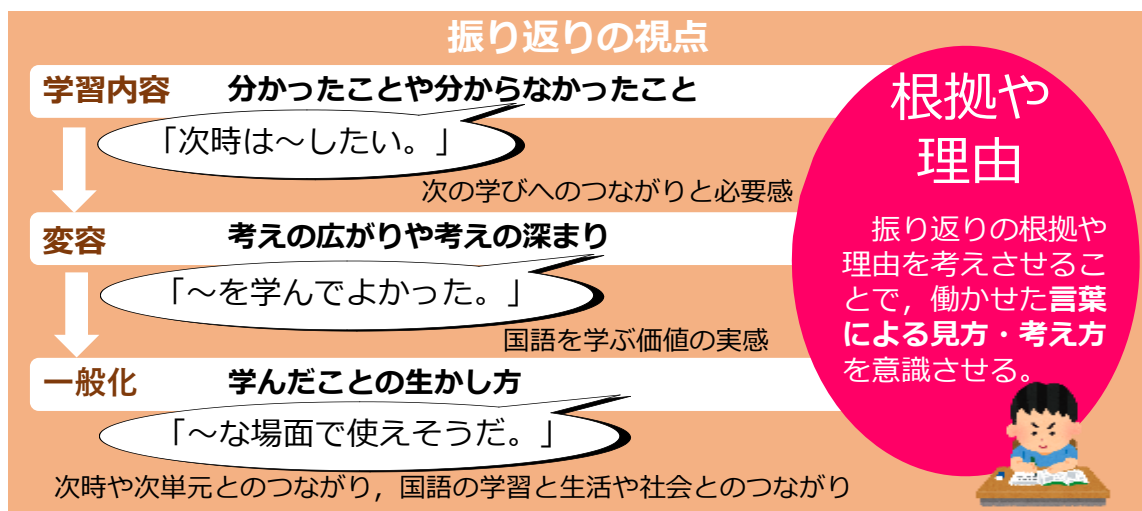 振り返りの視点
学習内容 分かったことや分からなかったこと
「次時は～したい。」
次の学びへのつながりと必要感
変容 考えの広がりや考えの深まり
「～を学んでよかった。」
国語を学ぶ価値の実感
一般化 学んだことの生かし方
「～な場面で使えそうだ。」
次時や次単元とのつながり，国語の学習と生活や社会とのつながり
根拠や
理由
振り返りの根拠や
理由を考えさせるこ
とで，働かせた言葉
による見方・考え方
を意識させる。